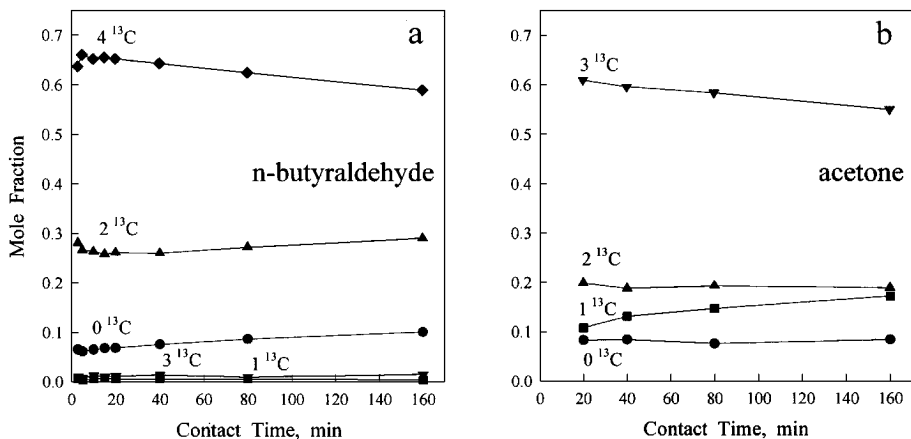 a
4 ¹³C
n-butyraldehyde
2 ¹³C
0 ¹³C
3 ¹³C
1 ¹³C
Mole Fraction
0.7
0.6
0.5
0.4
0.3
0.2
0.1
0.0
0 20 40 60 80 100 120 140 160
Contact Time, min
b
3 ¹³C
acetone
2 ¹³C
1 ¹³C
0 ¹³C
0.7
0.6
0.5
0.4
0.3
0.2
0.1
0.0
0 20 40 60 80 100 120 140 160
Contact Time, min